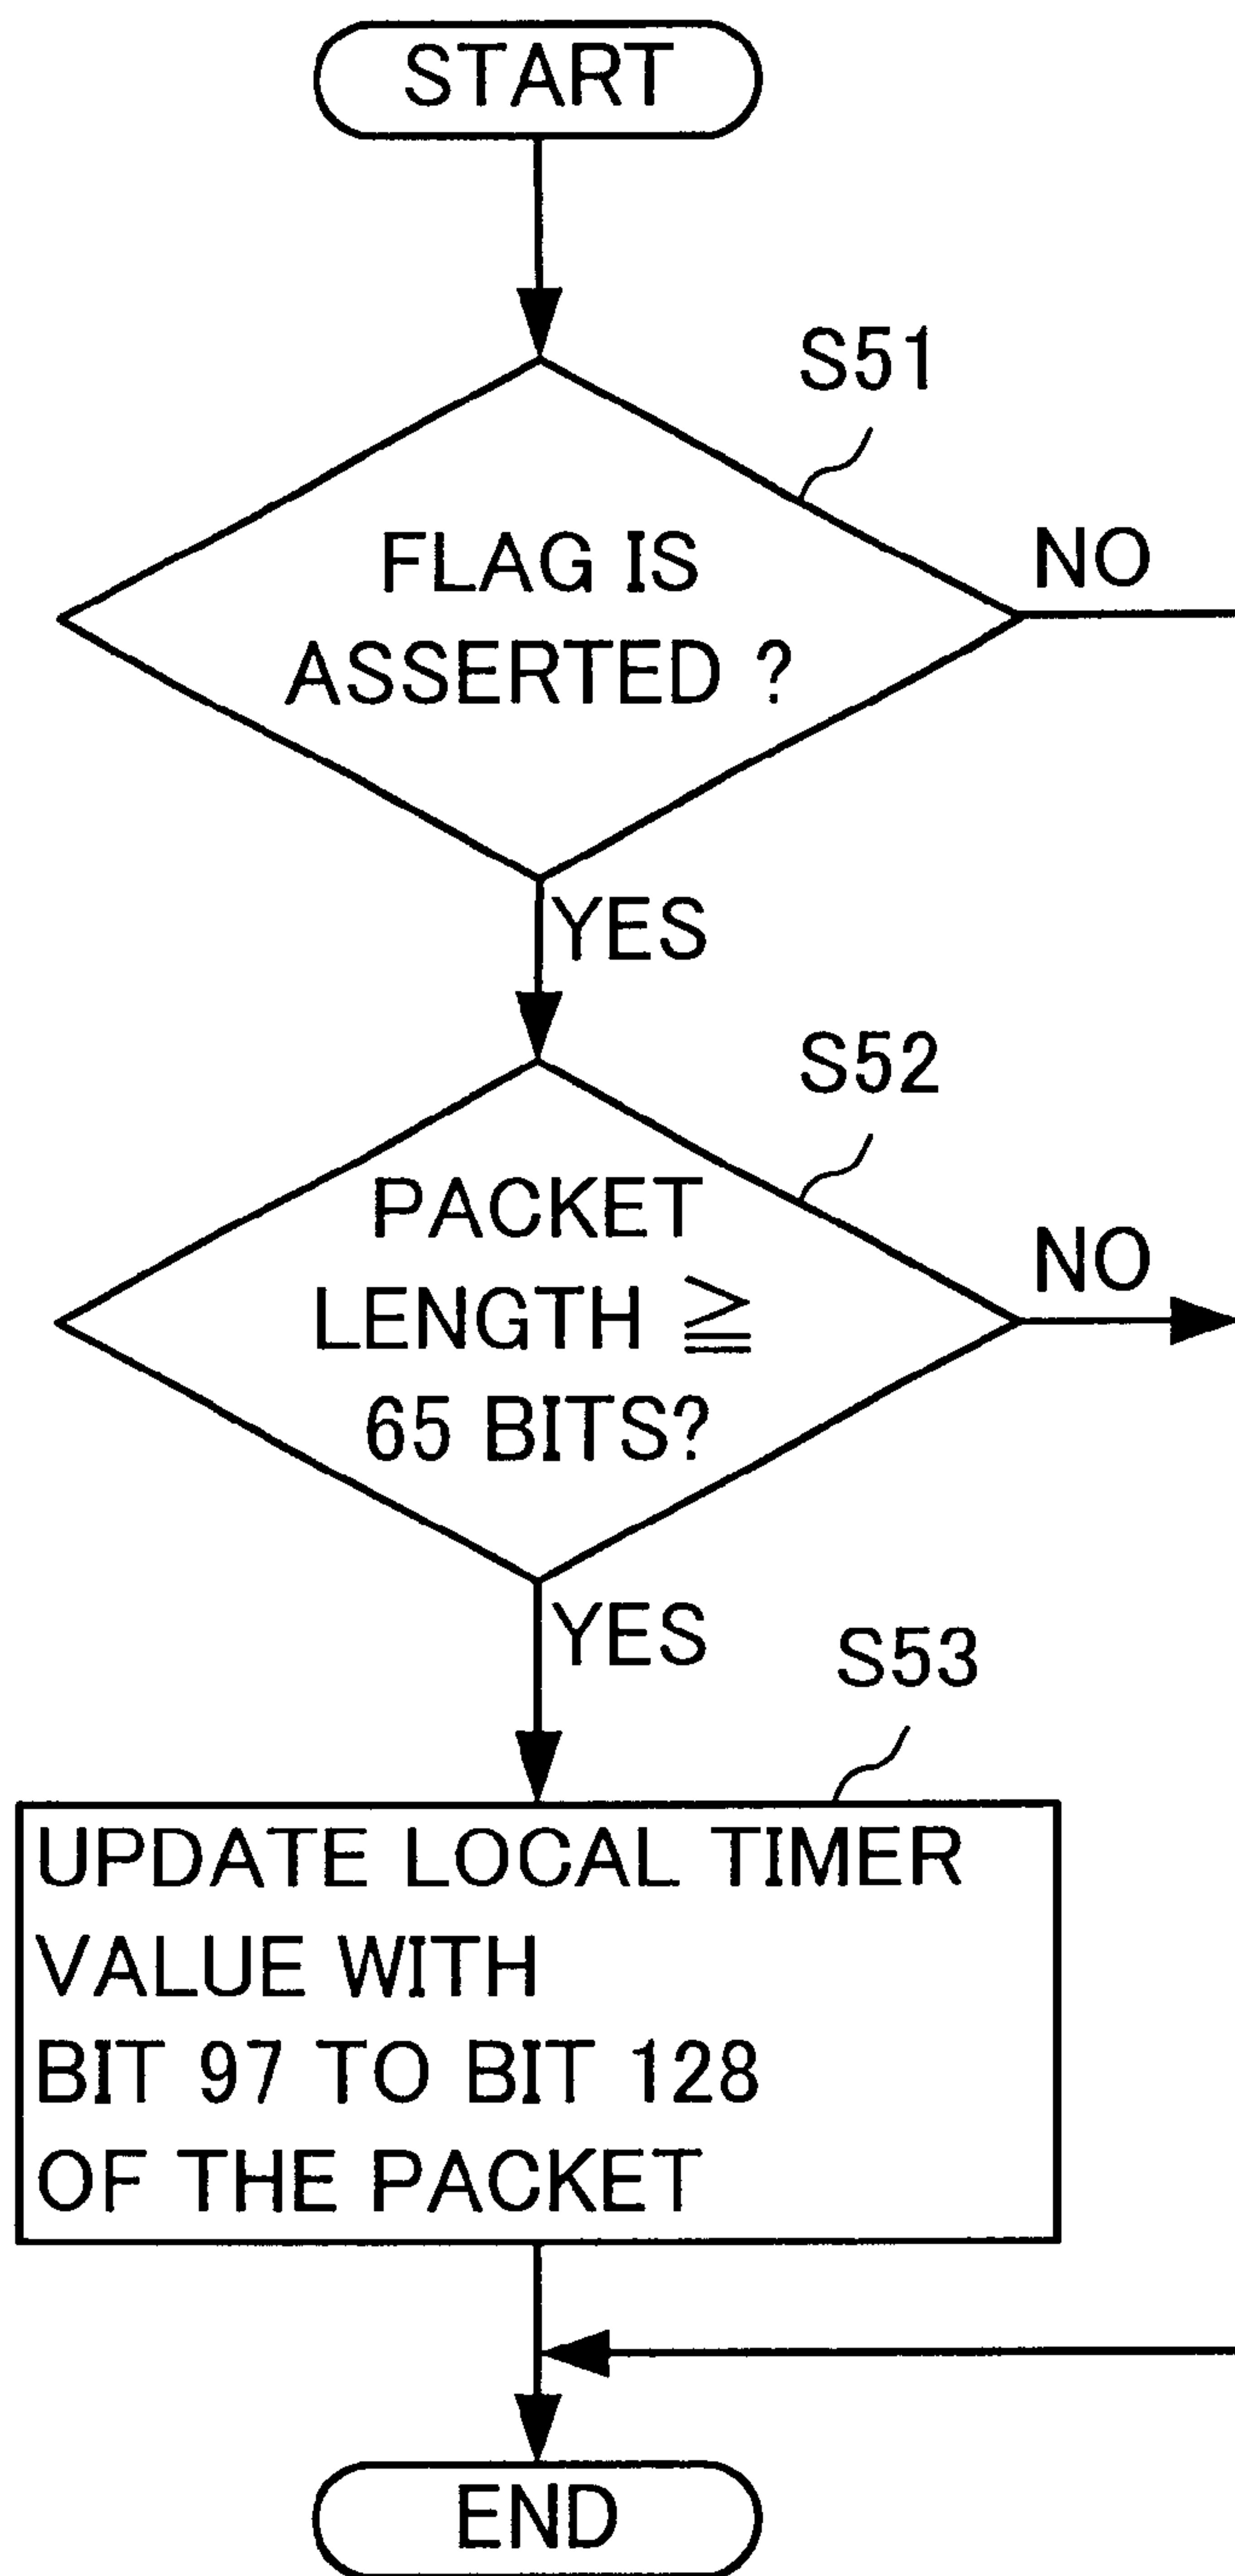 START
S51
FLAG IS
NO
ASSERTED ?
YES
S52
PACKET
NO
LENGTH ≧
65 BITS?
YES
S53
UPDATE LOCAL TIMER
VALUE WITH
BIT 97 TO BIT 128
OF THE PACKET
END